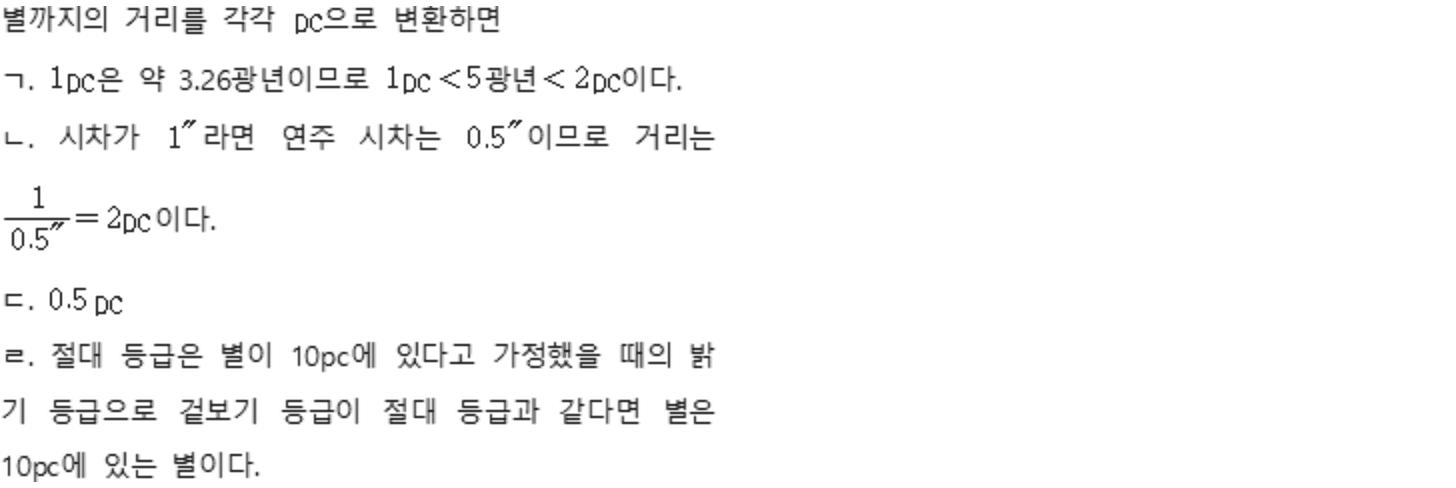 별까지의 거리를 각각 pc으로 변환하면
ㄱ. 1pc은 약 3.26광년이므로 1pc<5광년<2pc이다.
ㄴ. 시차가 1″라면 연주 시차는 0.5″이므로 거리는
1/0.5″=2pc이다.
ㄷ. 0.5pc
ㄹ. 절대 등급은 별이 10pc에 있다고 가정했을 때의 밝
기 등급으로 겉보기 등급이 절대 등급과 같다면 별은
10pc에 있는 별이다.